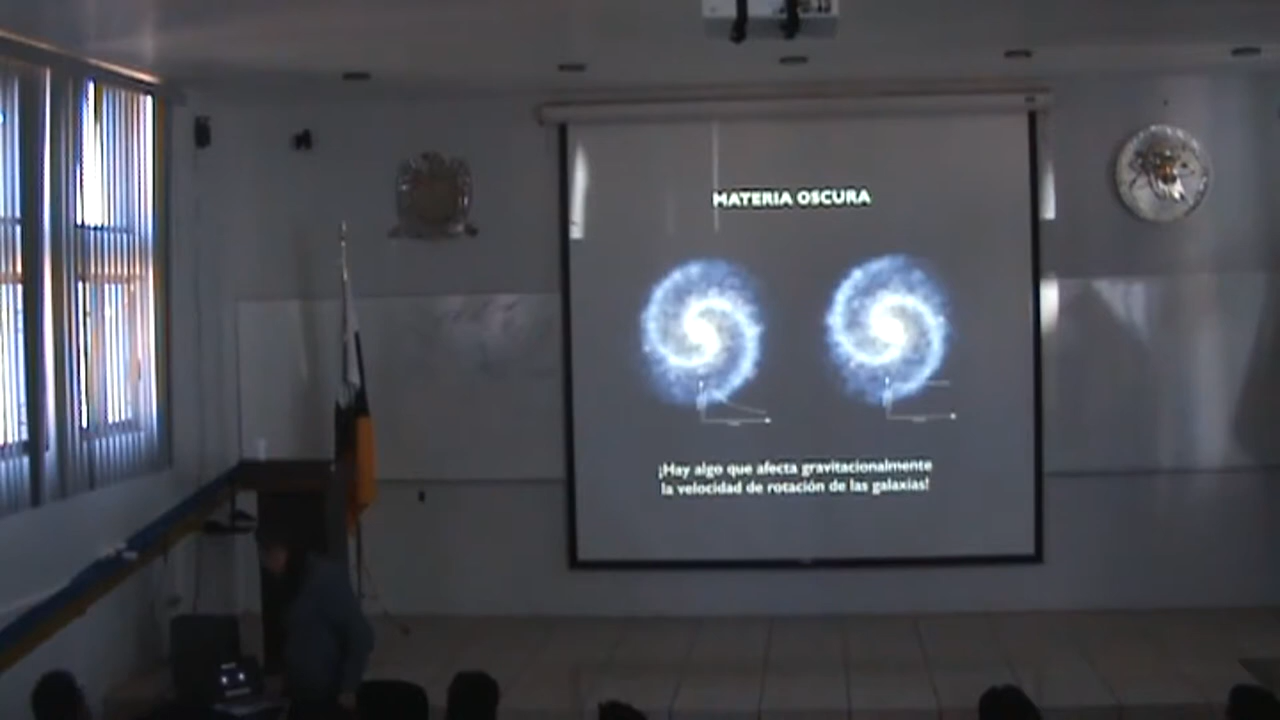 MATERIA OSCURA
¡Hay algo que afecta gravitacionalmente
la velocidad de rotación de las galaxias!